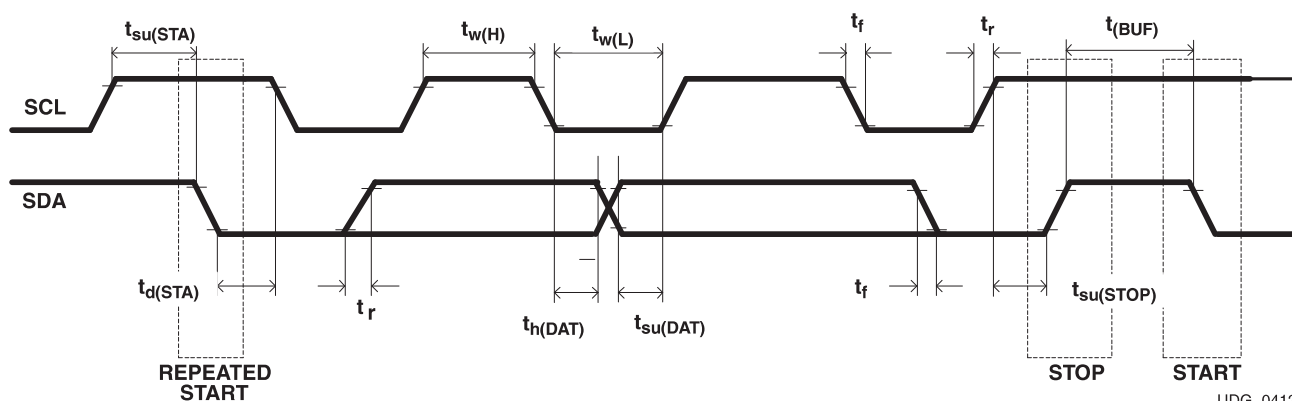 tsu(STA)
tw(H)
tw(L)
tf
tr
t(BUF)
SCL
SDA
td(STA)
tr
th(DAT)
tsu(DAT)
tf
tsu(STOP)
REPEATED
START
STOP
START